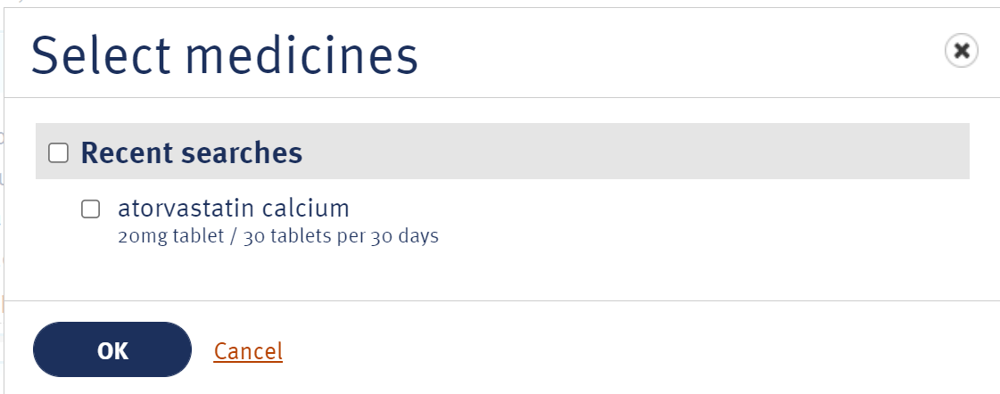 Select medicines
Recent searches
atorvastatin calcium
20mg tablet / 30 tablets per 30 days
OK
Cancel